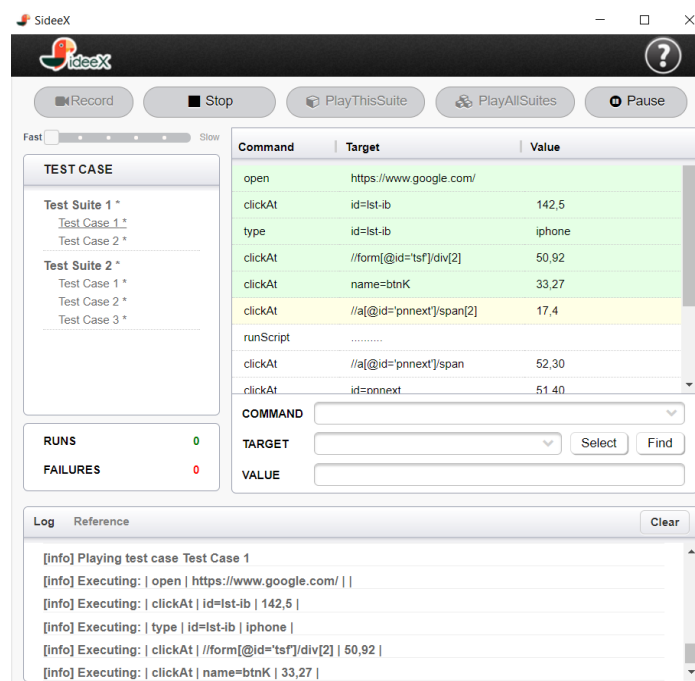 SideeX
SideeX
?
Record Stop PlayThisSuite PlayAllSuites Pause
Fast Slow
TEST CASE
Test Suite 1 *
Test Case 1 *
Test Case 2 *
Test Suite 2 *
Test Case 1 *
Test Case 2 *
Test Case 3 *
RUNS 0
FAILURES 0
Command Target Value
open https://www.google.com/
clickAt id=lst-ib 142,5
type id=lst-ib iphone
clickAt //form[@id='tsf']/div[2] 50,92
clickAt name=btnK 33,27
clickAt //a[@id='pnnext']/span[2] 17,4
runScript ..........
clickAt //a[@id='pnnext']/span 52,30
clickAt id=pnnext 51,40
COMMAND
TARGET Select Find
VALUE
Log Reference Clear
[info] Playing test case Test Case 1
[info] Executing: | open | https://www.google.com/ | |
[info] Executing: | clickAt | id=lst-ib | 142,5 |
[info] Executing: | type | id=lst-ib | iphone |
[info] Executing: | clickAt | //form[@id='tsf']/div[2] | 50,92 |
[info] Executing: | clickAt | name=btnK | 33,27 |